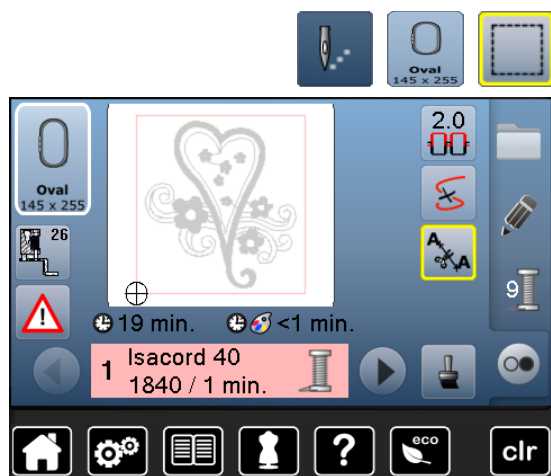 Oval
145 x 255
Oval
145 x 255
2.0
26
A
A
9
19 min.
<1 min.
1
Isacord 40
1840 / 1 min.
?
eco
clr